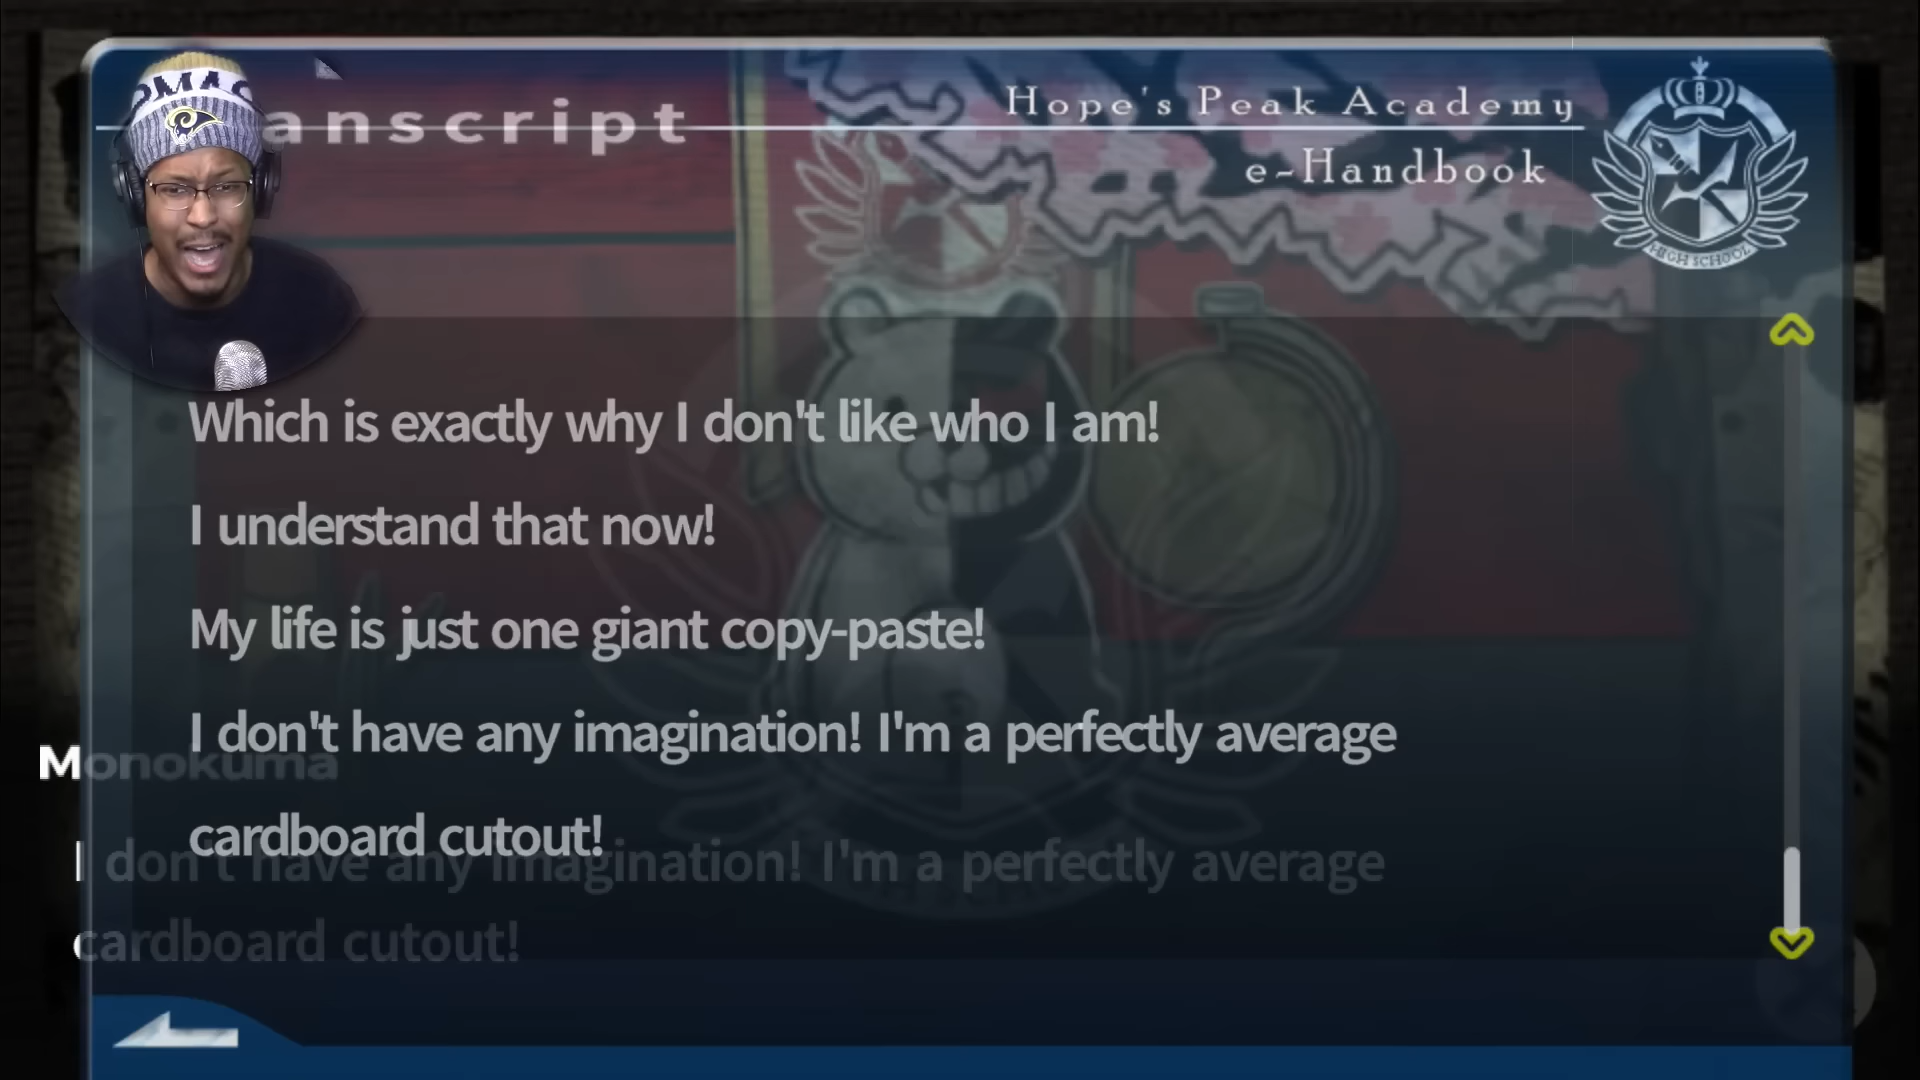 OMAC
anscript
Hope's Peak Academy
e-Handbook
HIGH SCHOOL
Which is exactly why I don't like who I am!
I understand that now!
My life is just one giant copy-paste!
I don't have any imagination! I'm a perfectly average
cardboard cutout!
Monokuma
I don't have any imagination! I'm a perfectly average
cardboard cutout!